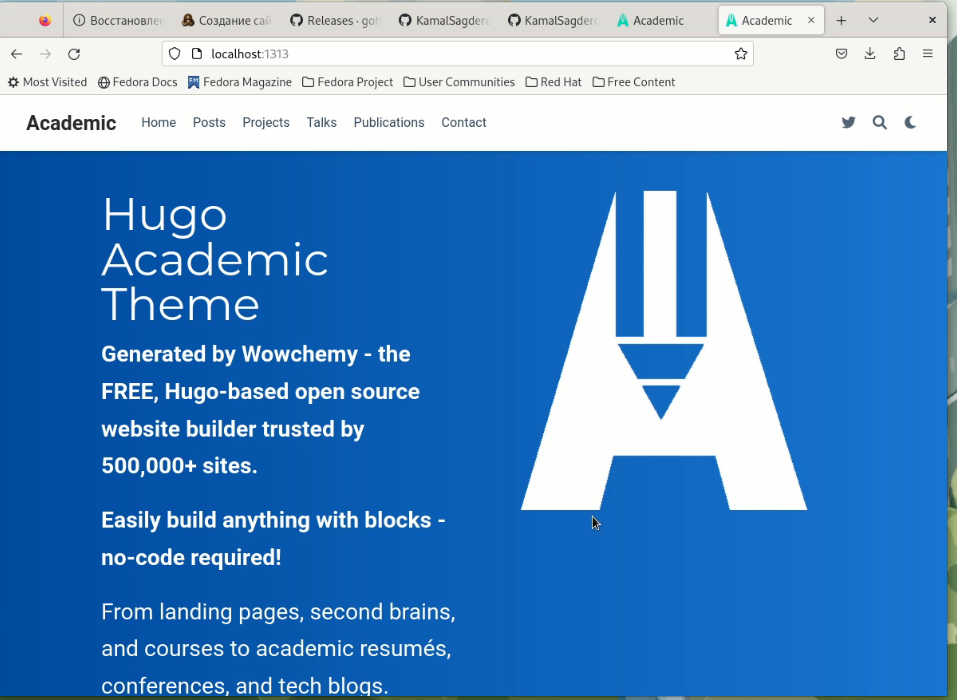 Восстановлен Создание сай Releases · goh KamalSagdero KamalSagdero Academic Academic
localhost:1313
Most Visited Fedora Docs Fedora Magazine Fedora Project User Communities Red Hat Free Content
Academic Home Posts Projects Talks Publications Contact
Hugo
Academic
Theme
Generated by Wowchemy - the
FREE, Hugo-based open source
website builder trusted by
500,000+ sites.
Easily build anything with blocks -
no-code required!
From landing pages, second brains,
and courses to academic resumés,
conferences, and tech blogs.